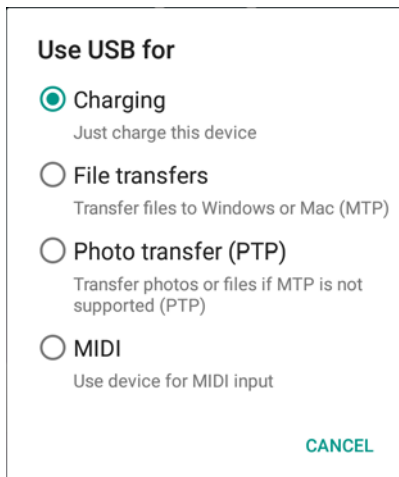 Use USB for
Charging
Just charge this device
File transfers
Transfer files to Windows or Mac (MTP)
Photo transfer (PTP)
Transfer photos or files if MTP is not
supported (PTP)
MIDI
Use device for MIDI input
CANCEL